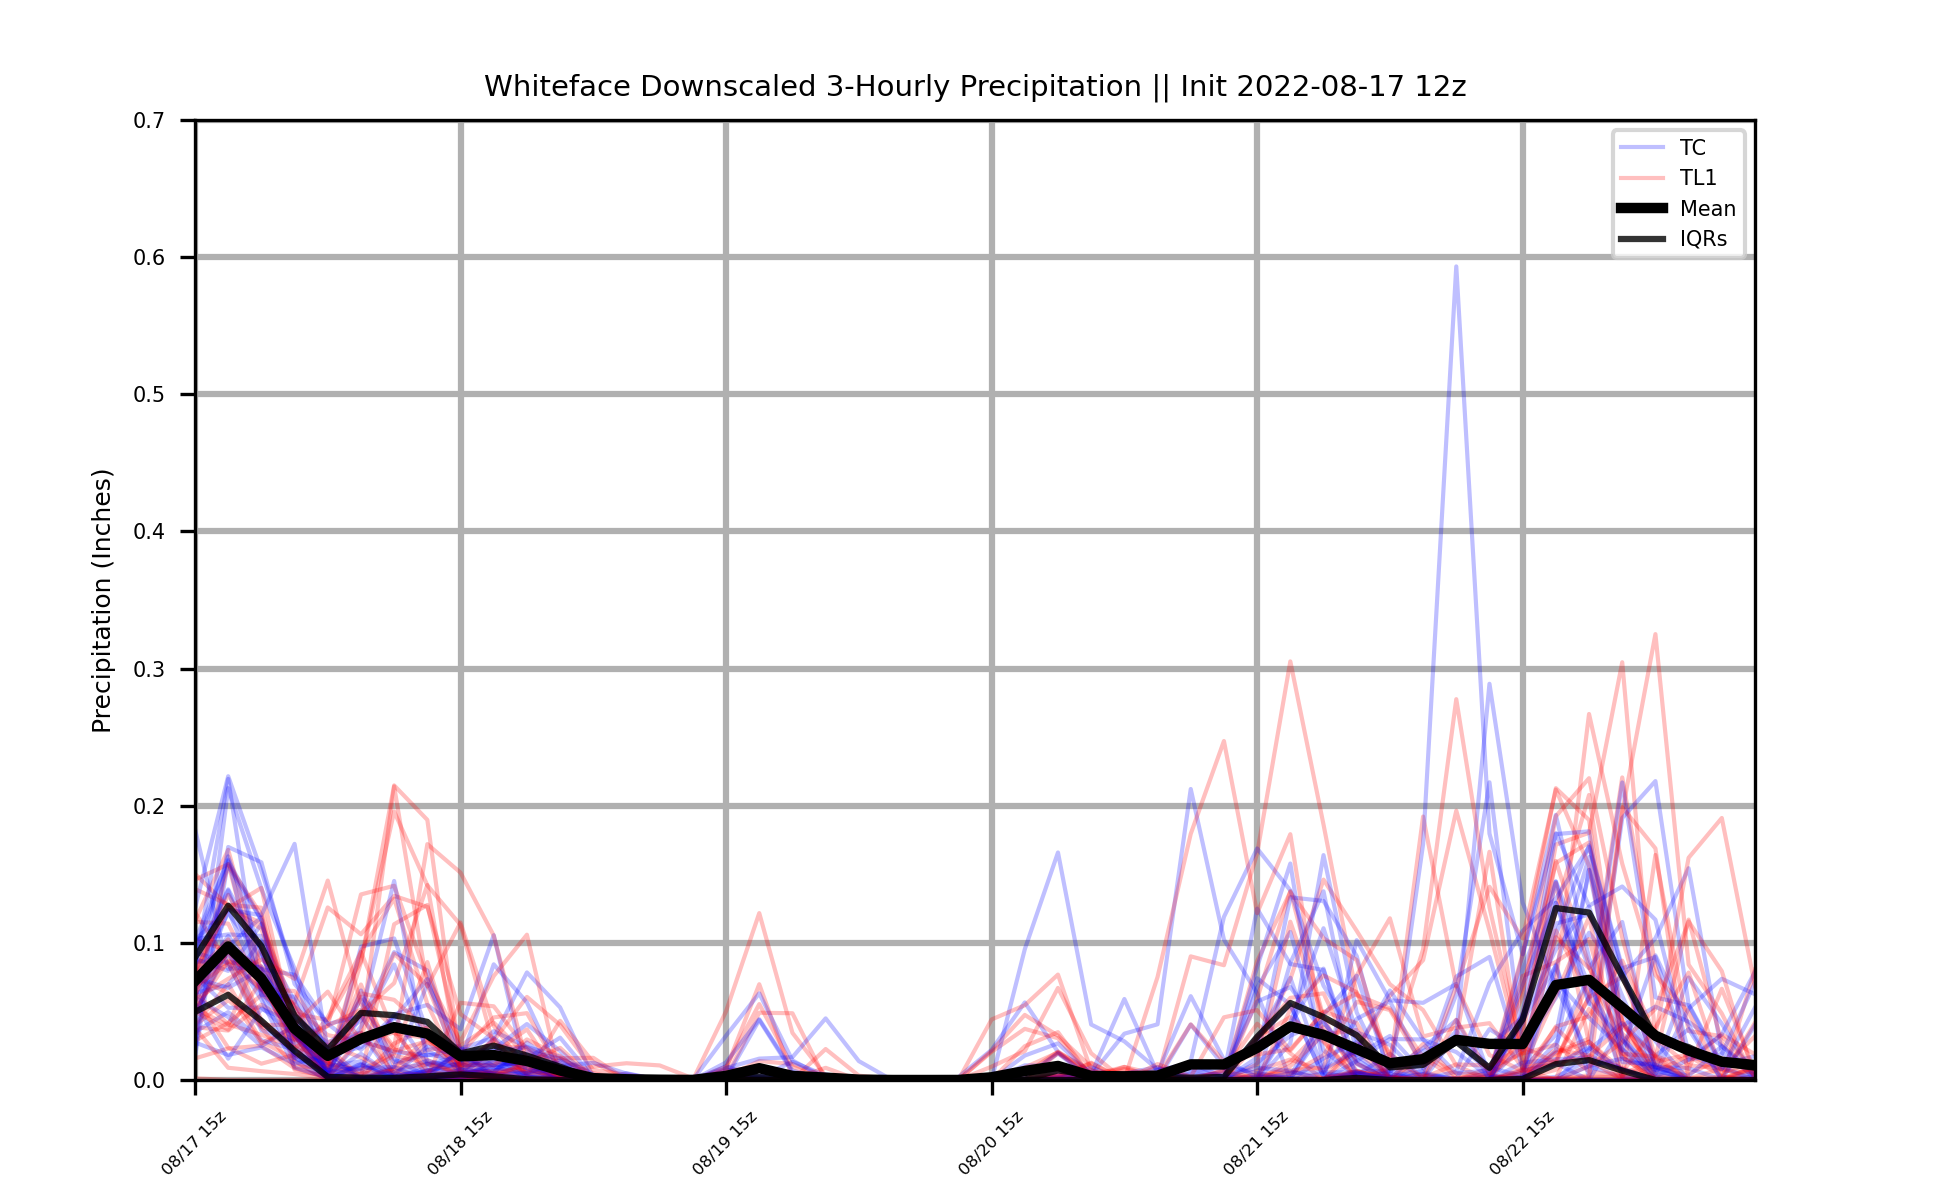 Whiteface Downscaled 3-Hourly Precipitation || Init 2022-08-17 12z
TC
TL1
Mean
IQRs
Precipitation (Inches)
0.7
0.6
0.5
0.4
0.3
0.2
0.1
0.0
08/17 15z
08/18 15z
08/19 15z
08/20 15z
08/21 15z
08/22 15z